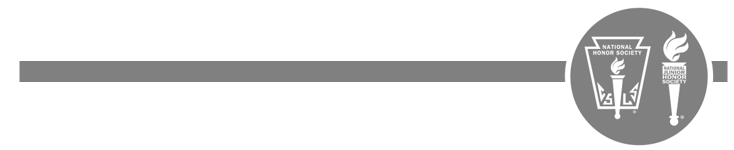 NATIONAL
HONOR SOCIETY
S L S
®
NATIONAL
JUNIOR
HONOR
SOCIETY
®